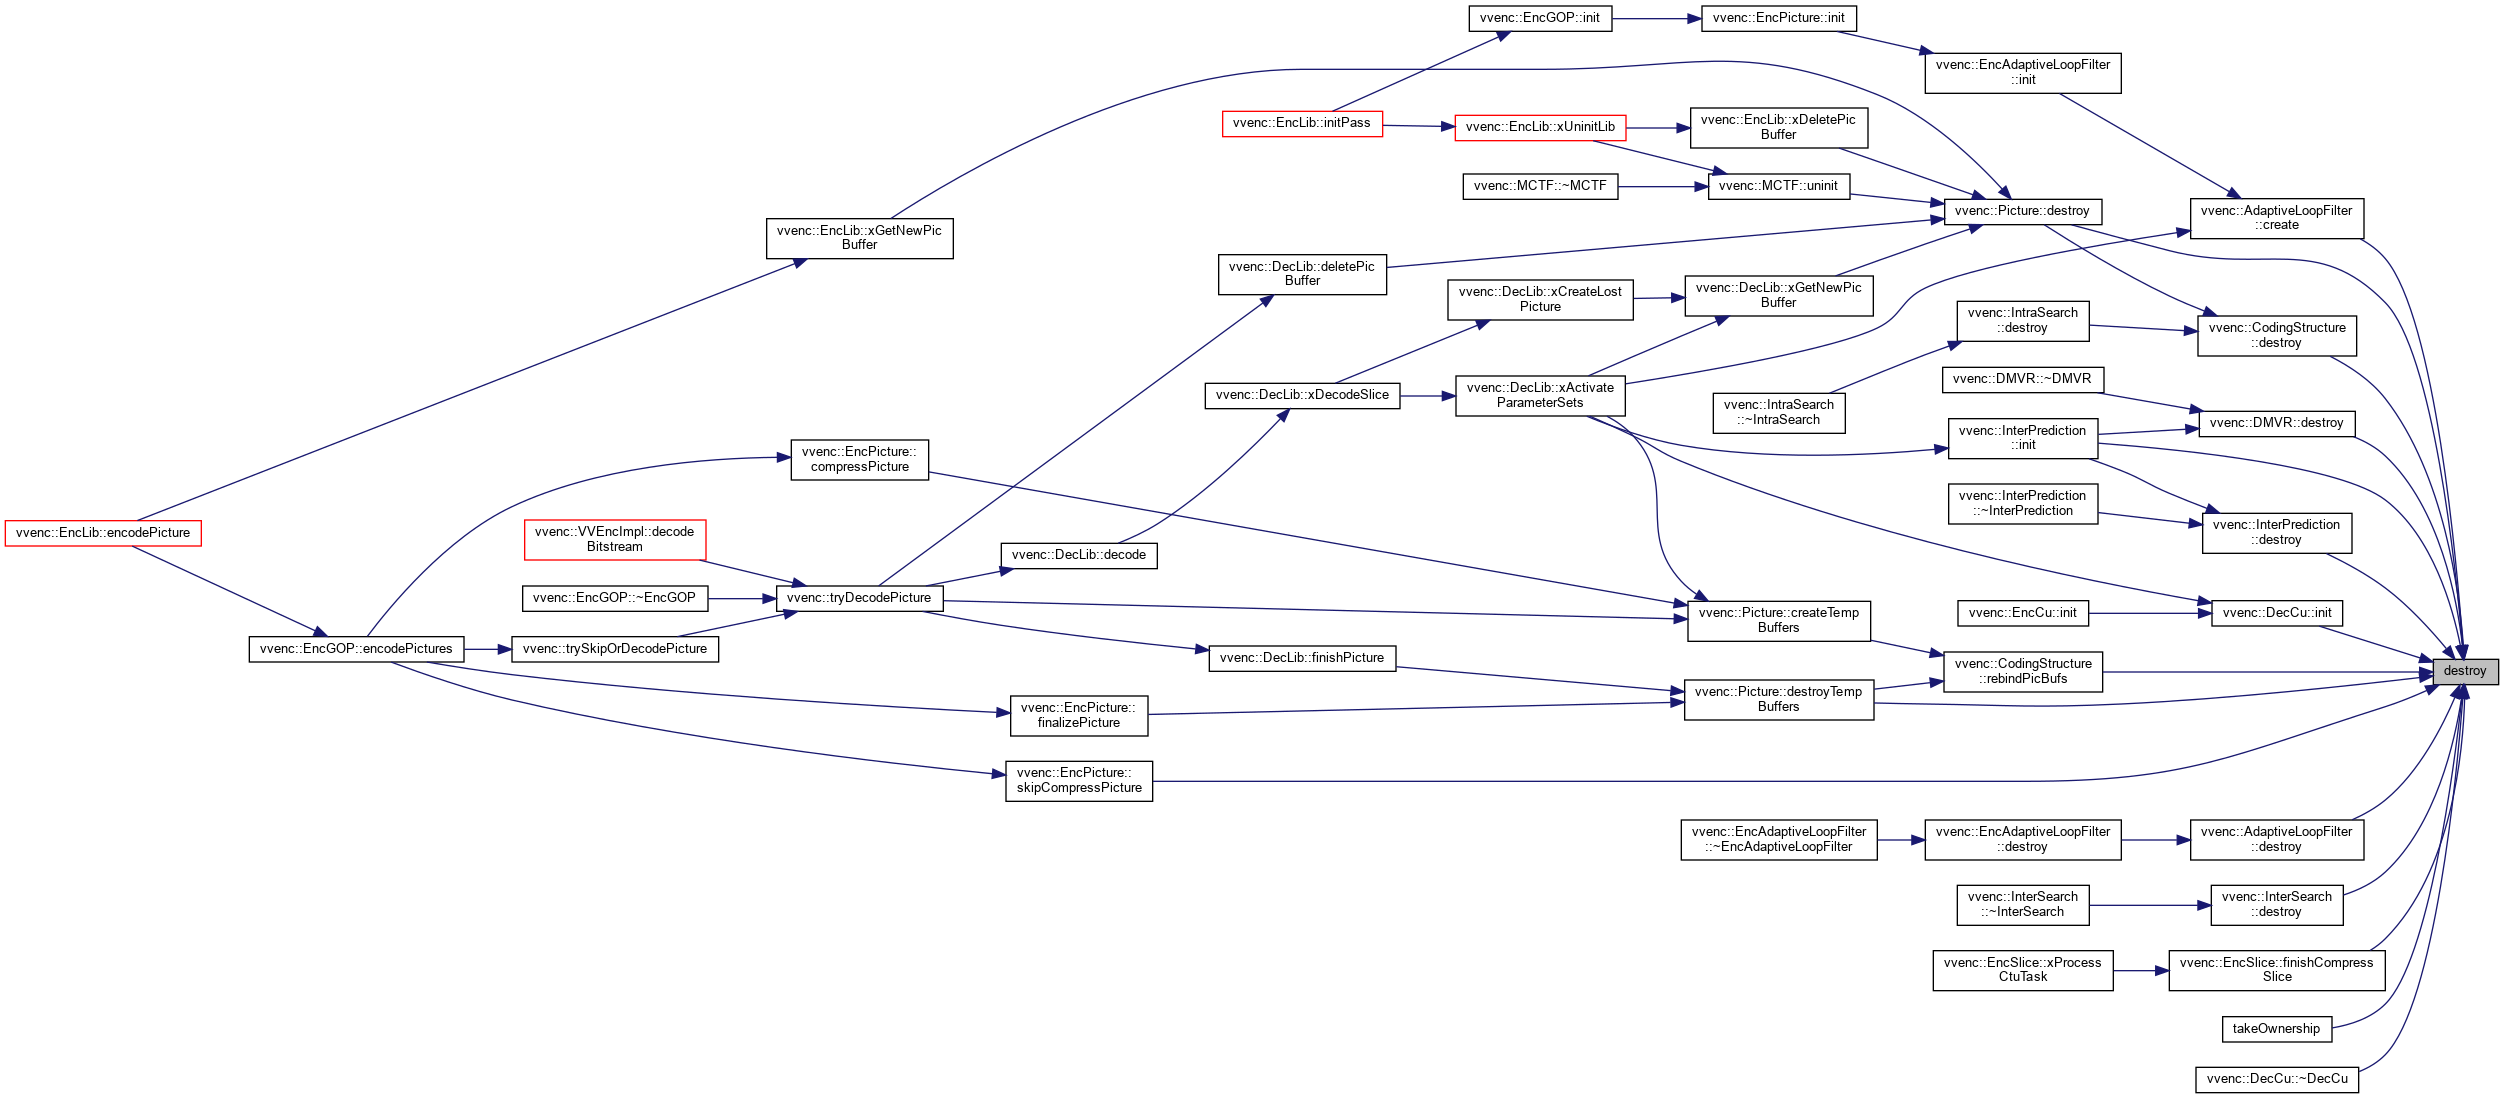 vvenc::EncGOP::init
vvenc::EncPicture::init
vvenc::EncAdaptiveLoopFilter
::init
vvenc::EncLib::initPass
vvenc::EncLib::xUninitLib
vvenc::EncLib::xDeletePic
Buffer
vvenc::MCTF::~MCTF
vvenc::MCTF::uninit
vvenc::Picture::destroy
vvenc::AdaptiveLoopFilter
::create
vvenc::EncLib::xGetNewPic
Buffer
vvenc::DecLib::deletePic
Buffer
vvenc::DecLib::xCreateLost
Picture
vvenc::DecLib::xGetNewPic
Buffer
vvenc::IntraSearch
::destroy
vvenc::CodingStructure
::destroy
vvenc::DecLib::xDecodeSlice
vvenc::DecLib::xActivate
ParameterSets
vvenc::IntraSearch
::~IntraSearch
vvenc::DMVR::~DMVR
vvenc::DMVR::destroy
vvenc::InterPrediction
::init
vvenc::EncPicture::
compressPicture
vvenc::InterPrediction
::~InterPrediction
vvenc::InterPrediction
::destroy
vvenc::EncLib::encodePicture
vvenc::VVEncImpl::decode
Bitstream
vvenc::DecLib::decode
vvenc::EncGOP::~EncGOP
vvenc::tryDecodePicture
vvenc::Picture::createTemp
Buffers
vvenc::EncCu::init
vvenc::DecCu::init
vvenc::EncGOP::encodePictures
vvenc::trySkipOrDecodePicture
vvenc::DecLib::finishPicture
vvenc::CodingStructure
::rebindPicBufs
destroy
vvenc::Picture::destroyTemp
Buffers
vvenc::EncPicture::
finalizePicture
vvenc::EncPicture::
skipCompressPicture
vvenc::EncAdaptiveLoopFilter
::~EncAdaptiveLoopFilter
vvenc::EncAdaptiveLoopFilter
::destroy
vvenc::AdaptiveLoopFilter
::destroy
vvenc::InterSearch
::~InterSearch
vvenc::InterSearch
::destroy
vvenc::EncSlice::xProcess
CtuTask
vvenc::EncSlice::finishCompress
Slice
takeOwnership
vvenc::DecCu::~DecCu